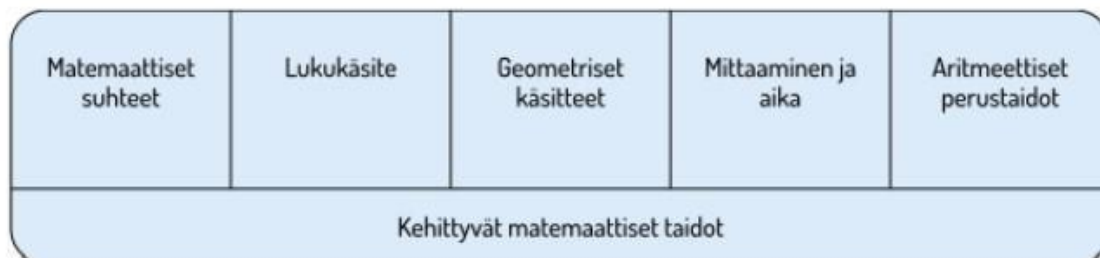 Matemaattiset
suhteet
Lukukäsite
Geometriset
käsitteet
Mittaaminen ja
aika
Aritmeettiset
perustaidot
Kehittyvät matemaattiset taidot